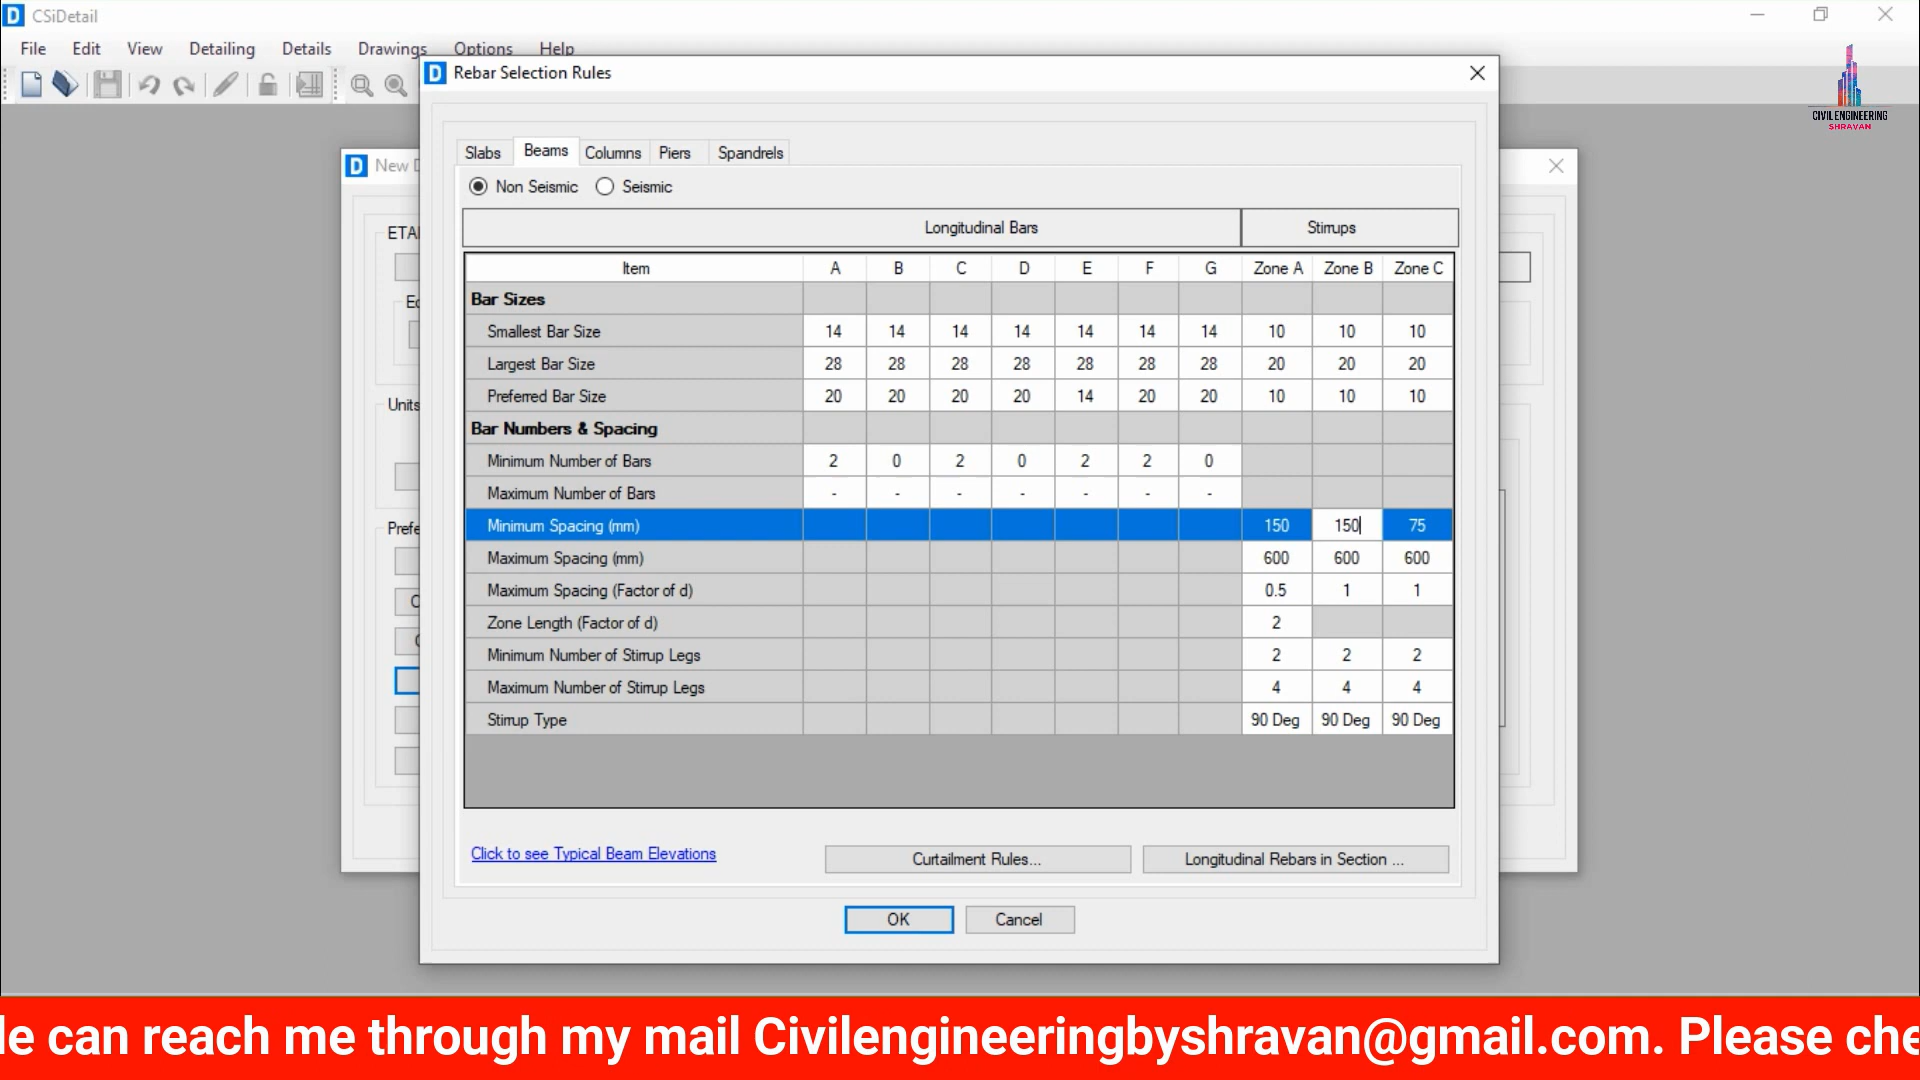 CSiDetail
File Edit View Detailing Details Drawings Options Help
Rebar Selection Rules
CIVILENGINEERING
SHRAVAN
New D
Slabs Beams Columns Piers Spandrels
Non Seismic Seismic
Longitudinal Bars Stirrups
ETA
Item A B C D E F G Zone A Zone B Zone C
Bar Sizes
Smallest Bar Size 14 14 14 14 14 14 14 10 10 10
Largest Bar Size 28 28 28 28 28 28 28 20 20 20
Preferred Bar Size 20 20 20 20 14 20 20 10 10 10
Units
Bar Numbers & Spacing
Minimum Number of Bars 2 0 2 0 2 2 0
Maximum Number of Bars - - - - - - -
Prefe
Minimum Spacing (mm) 150 150 75
Maximum Spacing (mm) 600 600 600
Maximum Spacing (Factor of d) 0.5 1 1
Zone Length (Factor of d) 2
Minimum Number of Stirrup Legs 2 2 2
Maximum Number of Stirrup Legs 4 4 4
Stirrup Type 90 Deg 90 Deg 90 Deg
Click to see Typical Beam Elevations
Curtailment Rules... Longitudinal Rebars in Section ...
OK Cancel
le can reach me through my mail Civilengineeringbyshravan@gmail.com. Please che